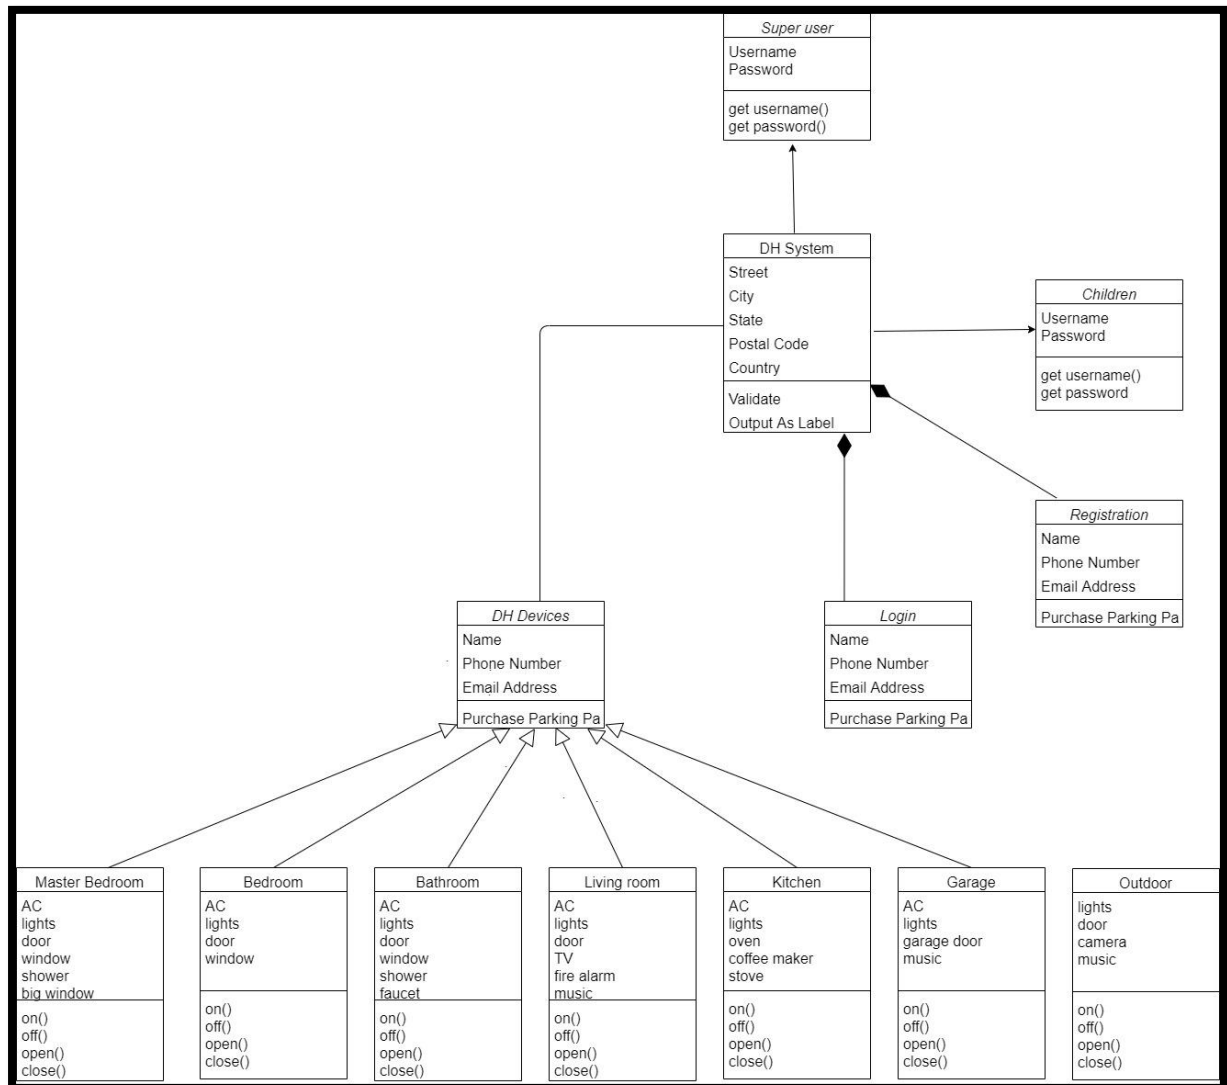 Super user
Username
Password
get username()
get password()
DH System
Street
City
State
Postal Code
Country
Validate
Output As Label
Children
Username
Password
get username()
get password
Registration
Name
Phone Number
Email Address
Purchase Parking Pa
DH Devices
Name
Phone Number
Email Address
Purchase Parking Pa
Login
Name
Phone Number
Email Address
Purchase Parking Pa
Master Bedroom
AC
lights
door
window
shower
big window
on()
off()
open()
close()
Bedroom
AC
lights
door
window
on()
off()
open()
close()
Bathroom
AC
lights
door
window
shower
faucet
on()
off()
open()
close()
Living room
AC
lights
door
TV
fire alarm
music
on()
off()
open()
close()
Kitchen
AC
lights
oven
coffee maker
stove
on()
off()
open()
close()
Garage
AC
lights
garage door
music
on()
off()
open()
close()
Outdoor
lights
door
camera
music
on()
off()
open()
close()